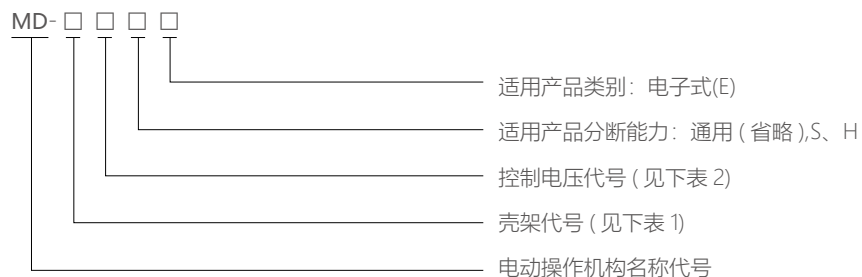 MD-□ □ □ □
适用产品类别：电子式(E)
适用产品分断能力：通用 ( 省略 ),S、H
控制电压代号 ( 见下表 2)
壳架代号 ( 见下表 1)
电动操作机构名称代号